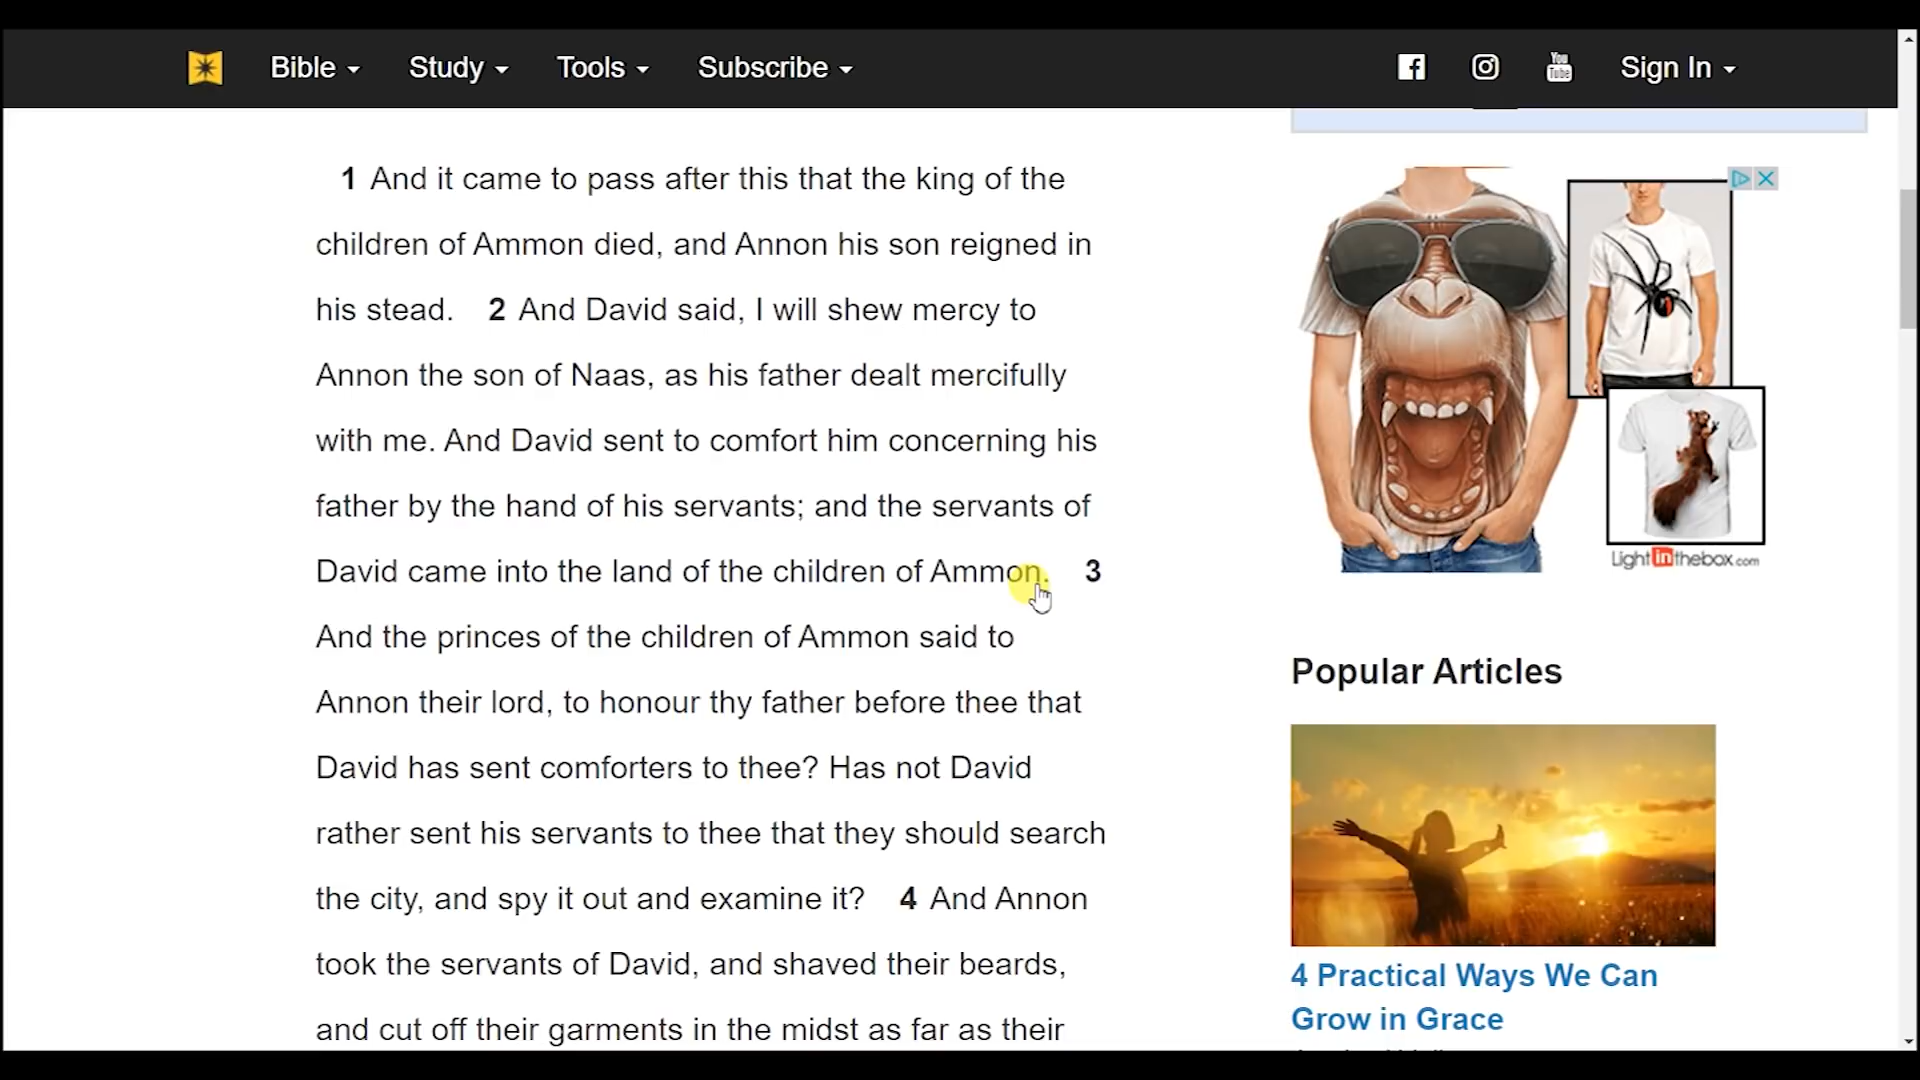 Bible
Study
Tools
Subscribe
You
Tube
Sign In
1 And it came to pass after this that the king of the
children of Ammon died, and Annon his son reigned in
his stead. 2 And David said, I will shew mercy to
Annon the son of Naas, as his father dealt mercifully
with me. And David sent to comfort him concerning his
father by the hand of his servants; and the servants of
David came into the land of the children of Ammon. 3
And the princes of the children of Ammon said to
Annon their lord, to honour thy father before thee that
David has sent comforters to thee? Has not David
rather sent his servants to thee that they should search
the city, and spy it out and examine it? 4 And Annon
took the servants of David, and shaved their beards,
and cut off their garments in the midst as far as their
Lightinthebox.com
Popular Articles
4 Practical Ways We Can
Grow in Grace